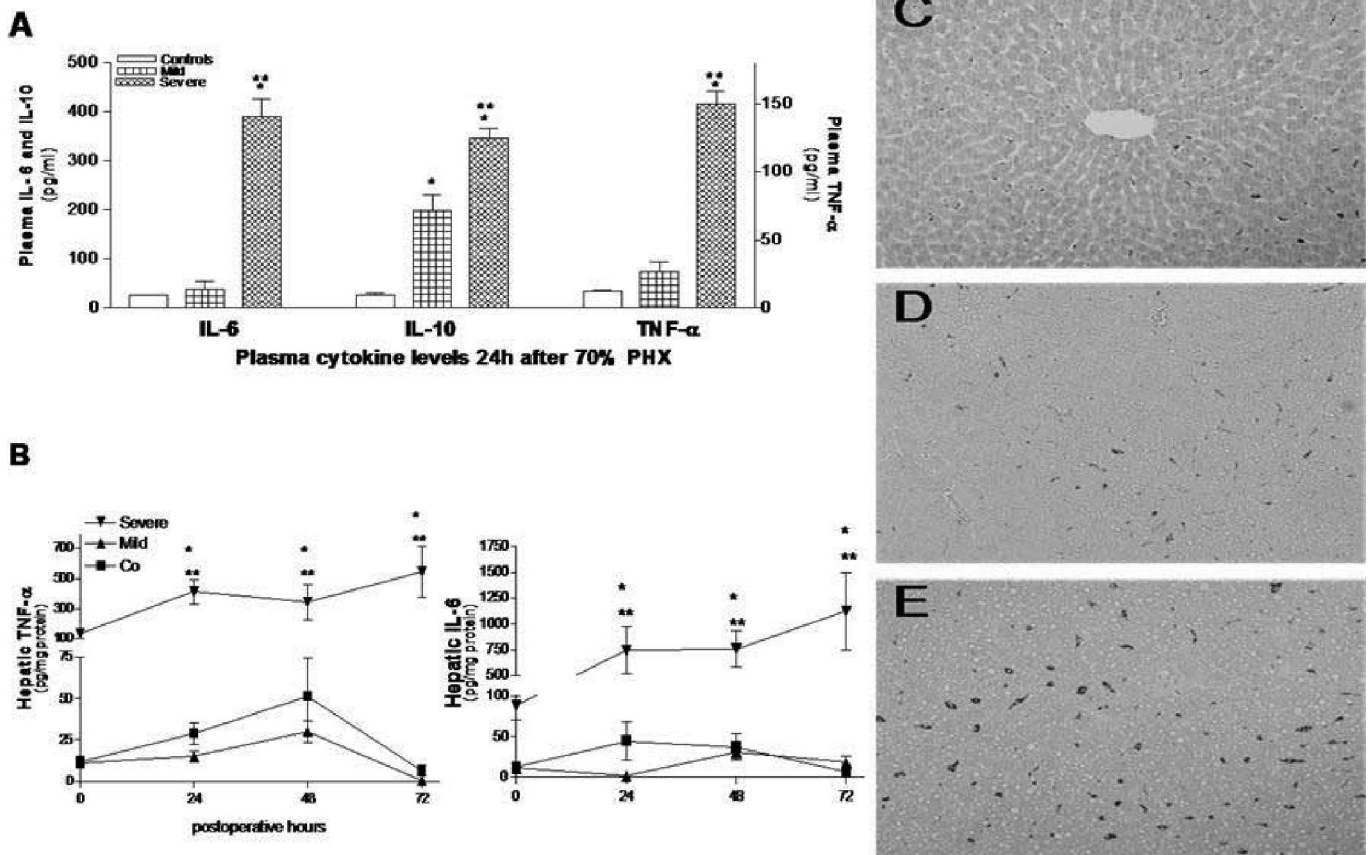 A
Controls
Mild
Severe
500
400
300
200
100
0
Plasma IL-6 and IL-10
(pg/ml)
150
100
50
0
Plasma TNF-α
(pg/ml)
** *
* ** *
** *
IL-6 IL-10 TNF-α
Plasma cytokine levels 24h after 70% PHX
B
Severe
Mild
Co
700
500
300
100
75
50
25
0
Hepatic TNF-α
(pg/mg protein)
* * *
** ** **
0 24 48 72
postoperative hours
1750
1500
1250
1000
750
500
100
50
0
Hepatic IL-6
(pg/mg protein)
* * *
** ** **
0 24 48 72
C
D
E